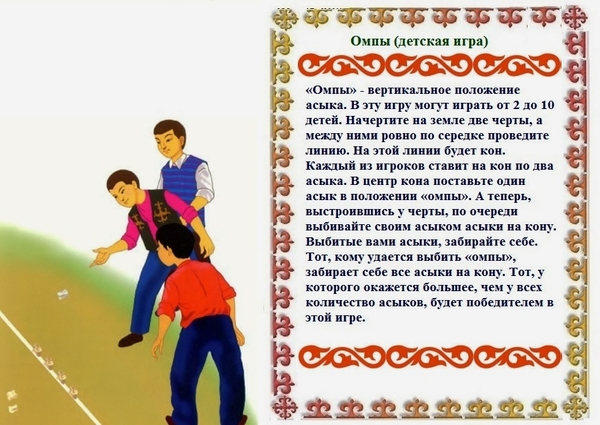 Омпы (детская игра)
«Омпы» - вертикальное положение
асыка. В эту игру могут играть от 2 до 10
детей. Начертите на земле две черты, а
между ними ровно по середке проведите
линию. На этой линии будет кон.
Каждый из игроков ставит на кон по два
асыка. В центр кона поставьте один
асык в положении «омпы». А теперь,
выстроившись у черты, по очереди
выбивайте своим асыком асыки на кону.
Выбитые вами асыки, забирайте себе.
Тот, кому удается выбить «омпы»,
забирает себе все асыки на кону. Тот, у
которого окажется большее, чем у всех
количество асыков, будет победителем в
этой игре.